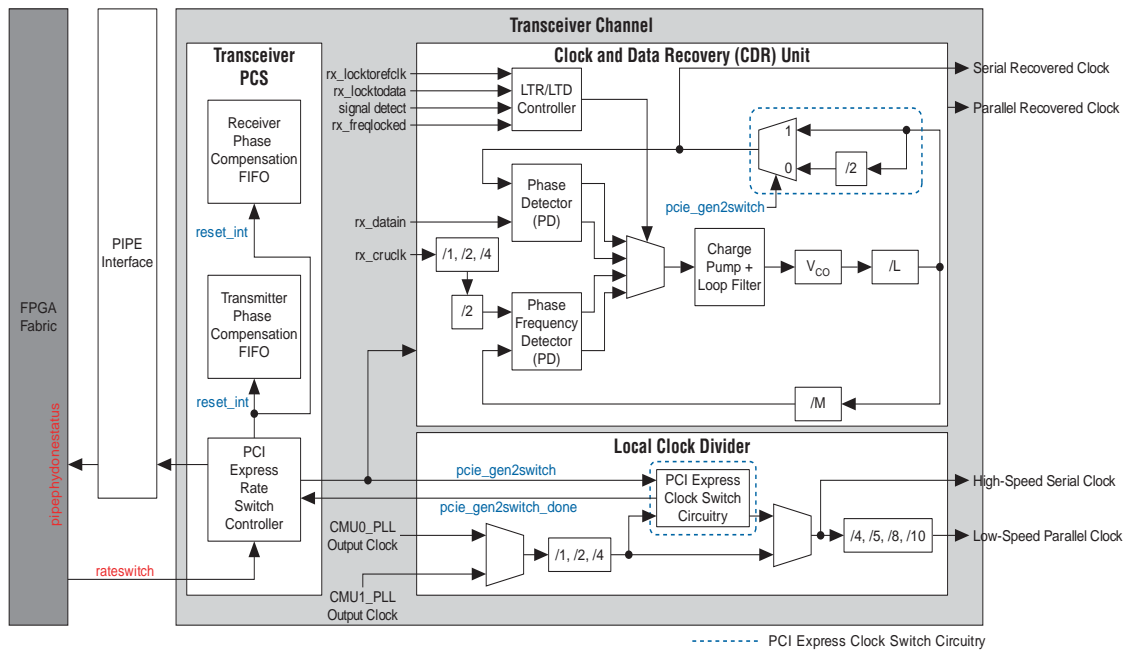 Transceiver Channel
Transceiver
PCS
Clock and Data Recovery (CDR) Unit
rx_locktorefclk
rx_locktodata
signal detect
rx_freqlocked
LTR/LTD
Controller
Serial Recovered Clock
Parallel Recovered Clock
Receiver
Phase
Compensation
FIFO
1
0
/2
pcie_gen2switch
Phase
Detector
(PD)
rx_datain
reset_int
PIPE
Interface
rx_cruclk
/1, /2, /4
Charge
Pump +
Loop Filter
VCO
/L
FPGA
Fabric
Transmitter
Phase
Compensation
FIFO
/2
Phase
Frequency
Detector
(PD)
reset_int
/M
pipephydonestatus
PCI
Express
Rate
Switch
Controller
Local Clock Divider
pcie_gen2switch
pcie_gen2switch_done
PCI Express
Clock Switch
Circuitry
High-Speed Serial Clock
CMU0_PLL
Output Clock
/1, /2, /4
/4, /5, /8, /10
Low-Speed Parallel Clock
rateswitch
CMU1_PLL
Output Clock
PCI Express Clock Switch Circuitry